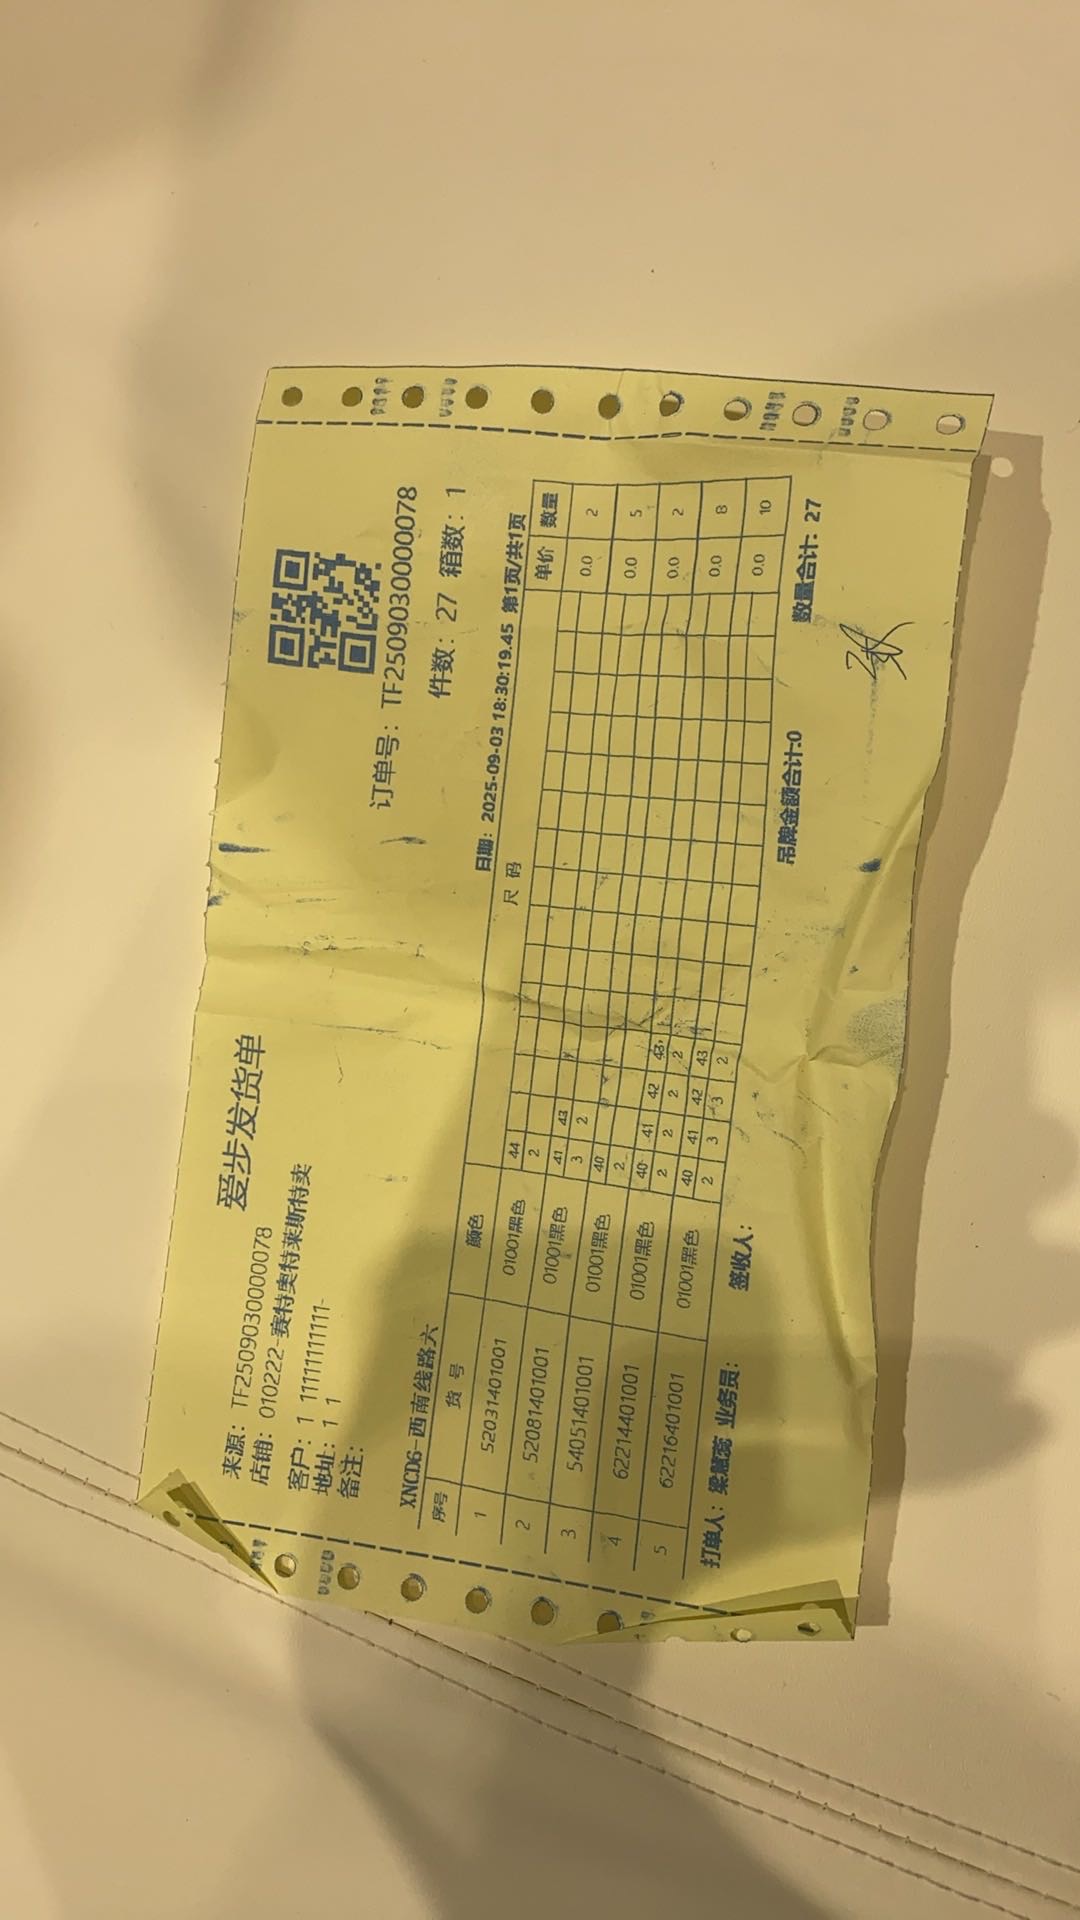 爱步发货单
来源：TF2509030000078
店铺：010222-赛特奥特莱斯特卖
客户：1 11111111111-
地址：1 1
备注：
订单号：TF2509030000078
件数：27 箱数：1
XNCD6-西南线路六 日期：2025-09-03 18:30:19.45 第1页/共1页
序号 货号 颜色 尺码 单价 数量
1 52031401001 01001黑色 44 0.0 2
2
2 52081401001 01001黑色 41 43 0.0 5
3 2
3 54051401001 01001黑色 40 0.0 2
2
4 62214401001 01001黑色 40 41 42 43 0.0 8
2 2 2 2
5 62216401001 01001黑色 40 41 42 43 0.0 10
2 3 3 2
打单人：梁慧蕊 业务员： 签收人： 吊牌金额合计:0 数量合计：27